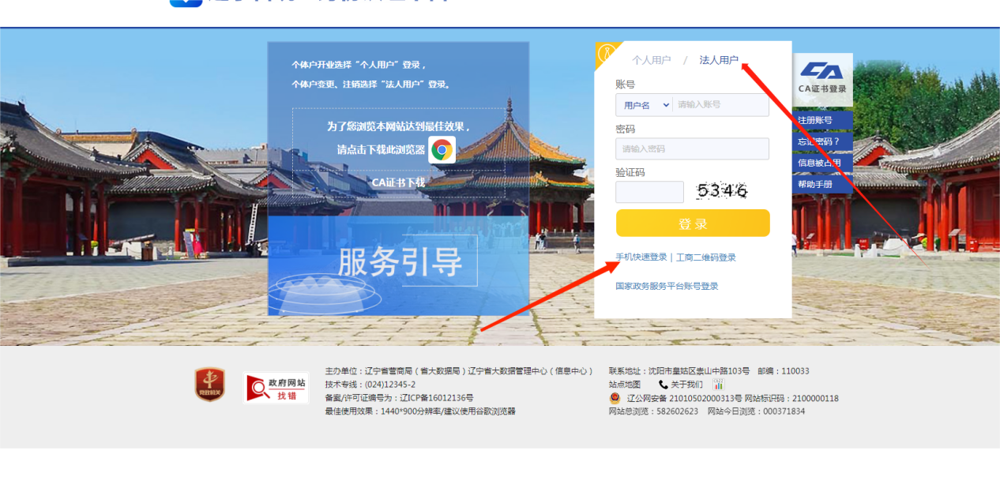 个体户开业选择“个人用户”登录，
个体户变更、注销选择“法人用户”登录。
为了您浏览本网站达到最佳效果，
请点击下载此浏览器
CA证书下载
服务引导
个人用户 / 法人用户
账号
用户名 请输入账号
密码
请输入密码
验证码
5346
登录
手机快速登录 | 工商二维码登录
国家政务服务平台账号登录
CA证书登录
注册账号
忘记密码？
信息被占用
帮助手册
党政机关
政府网站
找错
主办单位：辽宁省营商局（省大数据局）辽宁省大数据管理中心（信息中心）
技术专线：(024)12345-2
备案/许可证编号为：辽ICP备16012136号
最佳使用效果：1440*900分辨率/建议使用谷歌浏览器
联系地址：沈阳市皇姑区崇山中路103号 邮编：110033
站点地图 关于我们
辽公网安备 21010502000313号 网站标识码：2100000118
网站总浏览：582602623 网站今日浏览：000371834